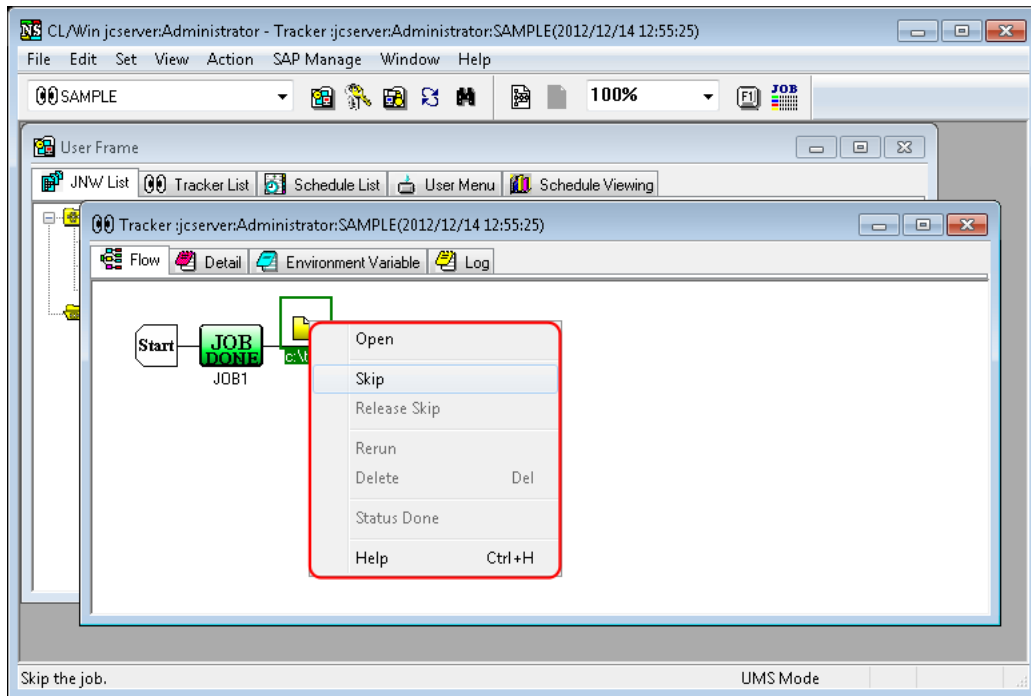 CL/Win jcserver:Administrator - Tracker :jcserver:Administrator:SAMPLE(2012/12/14 12:55:25)
File Edit Set View Action SAP Manage Window Help
SAMPLE 100% F1 JOB
User Frame
JNW List Tracker List Schedule List User Menu Schedule Viewing
Tracker :jcserver:Administrator:SAMPLE(2012/12/14 12:55:25)
Flow Detail Environment Variable Log
Start JOB DONE c:\t
JOB1
Open
Skip
Release Skip
Rerun
Delete Del
Status Done
Help Ctrl+H
Skip the job. UMS Mode